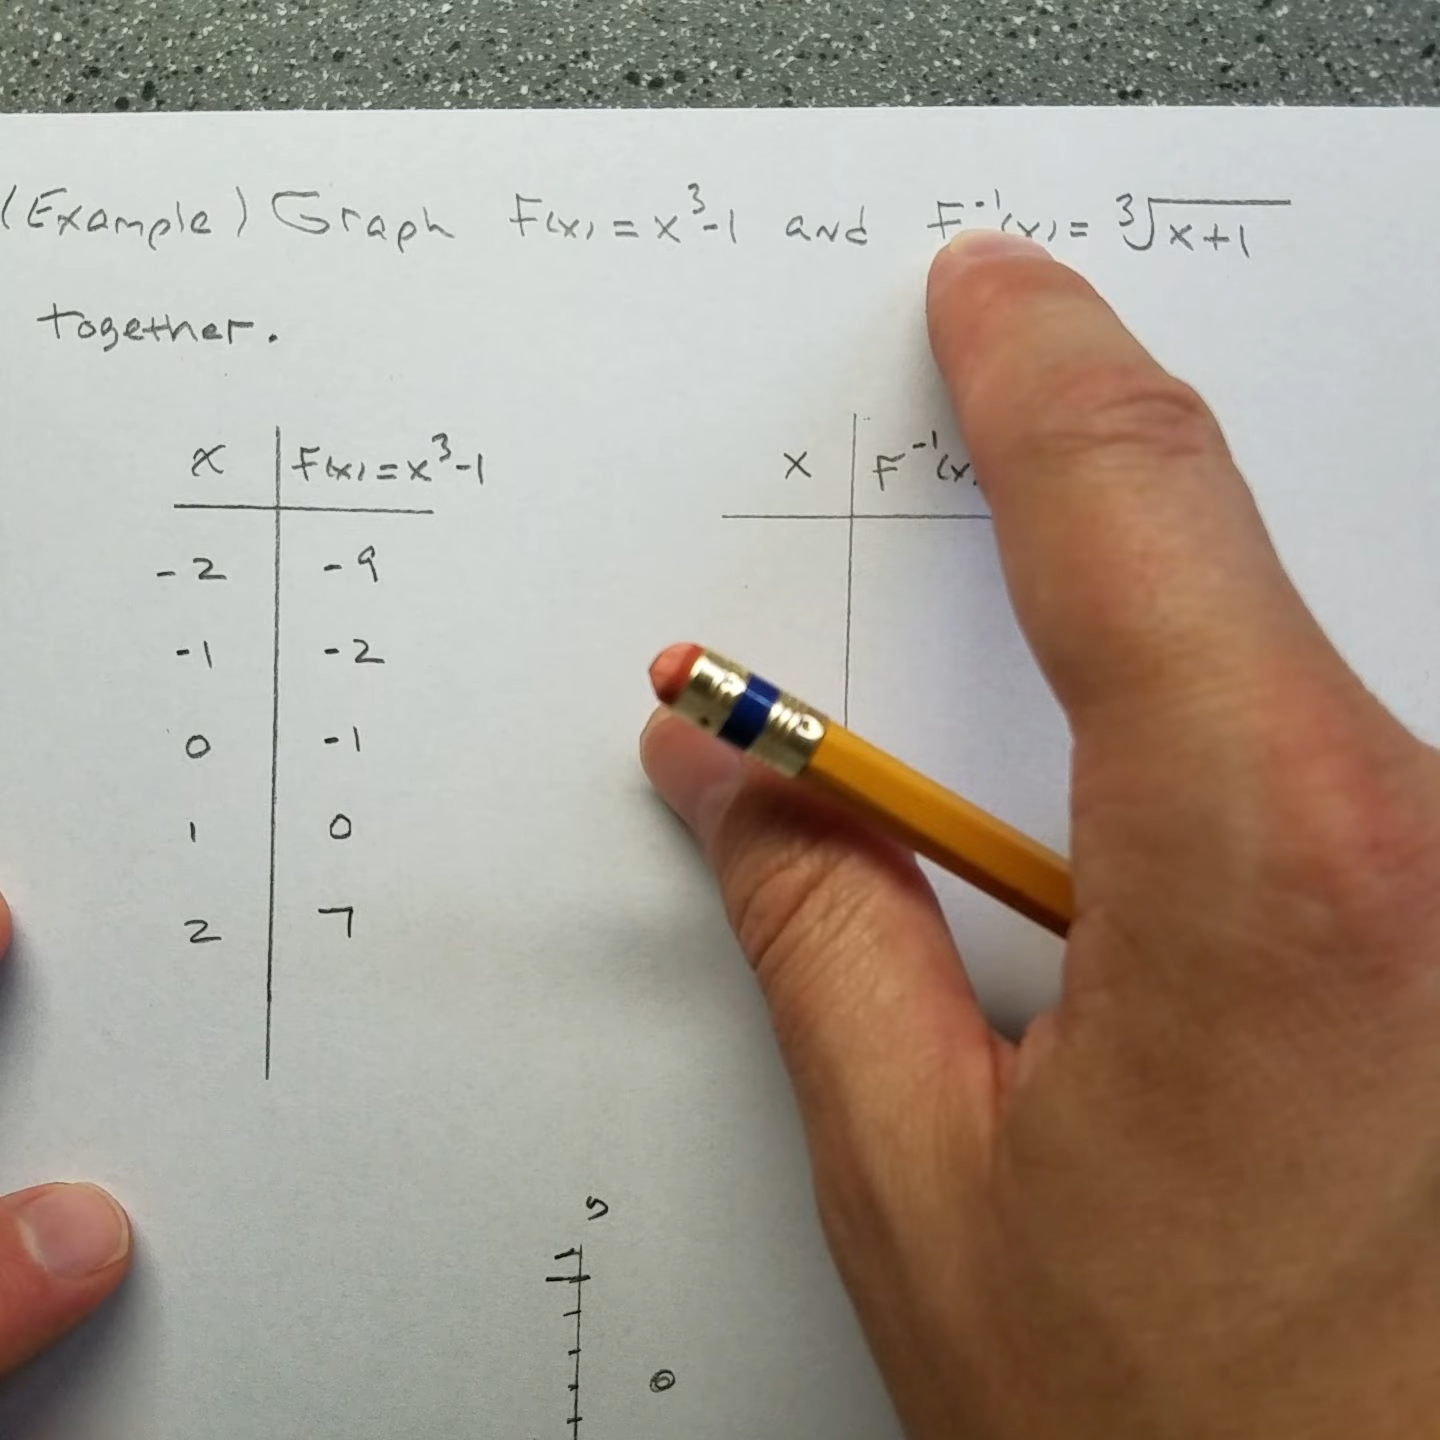 (Example) Graph F(x) = x³-1 and F⁻¹(x) = ∛(x+1)
together.
x | F(x) = x³-1
-2 | -9
-1 | -2
0 | -1
1 | 0
2 | 7
x | F⁻¹(x)
y